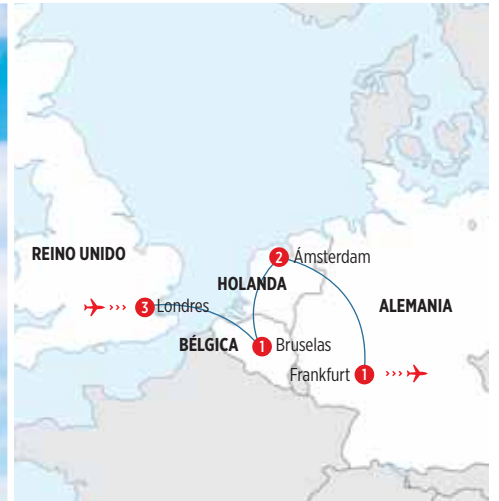 REINO UNIDO
2 Ámsterdam
HOLANDA
3 Londres
ALEMANIA
BÉLGICA
1 Bruselas
Frankfurt 1